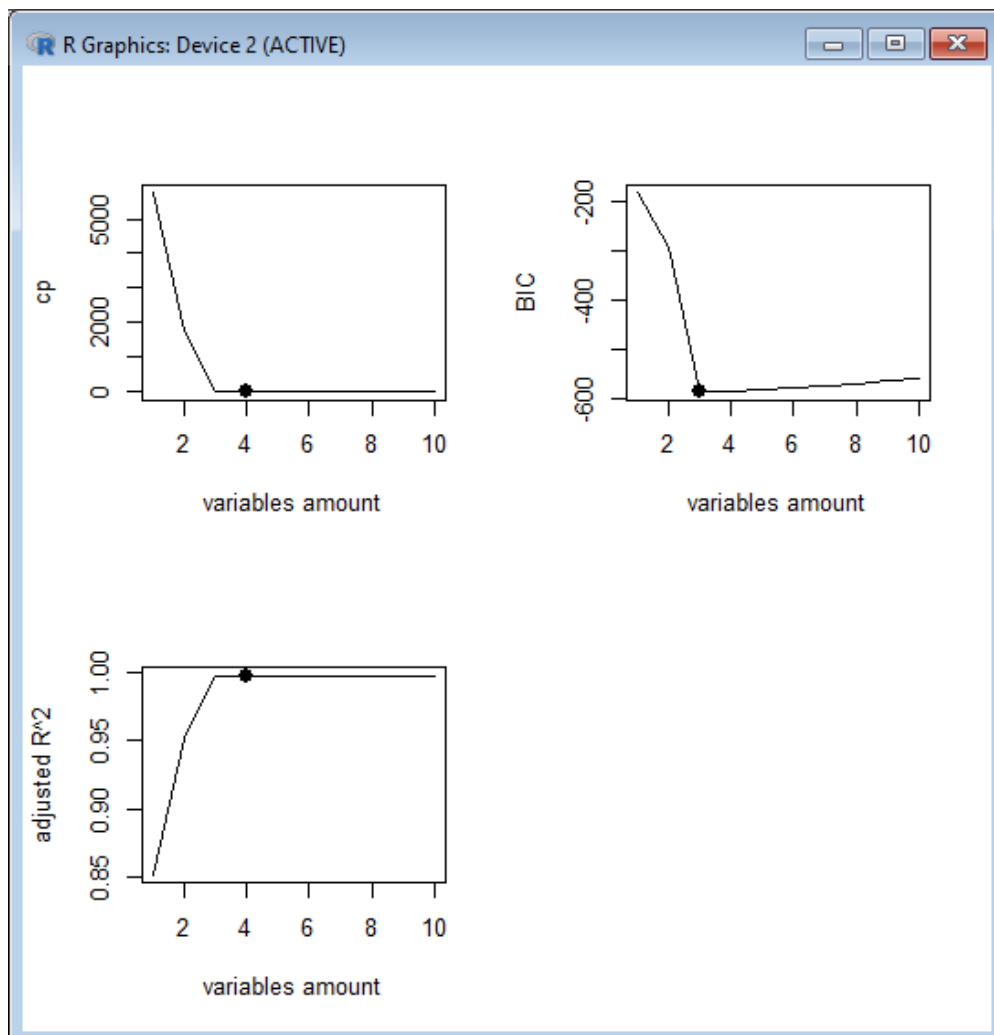 R Graphics: Device 2 (ACTIVE)
5000
2000
0
cp
2 4 6 8 10
variables amount
-200
-400
-600
BIC
2 4 6 8 10
variables amount
1.00
0.95
0.90
0.85
adjusted R^2
2 4 6 8 10
variables amount